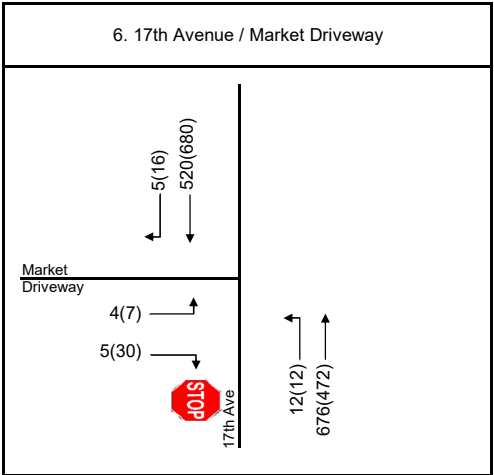 6. 17th Avenue / Market Driveway
5(16)
520(680)
Market
Driveway
4(7)
5(30)
STOP
17th Ave
12(12)
676(472)